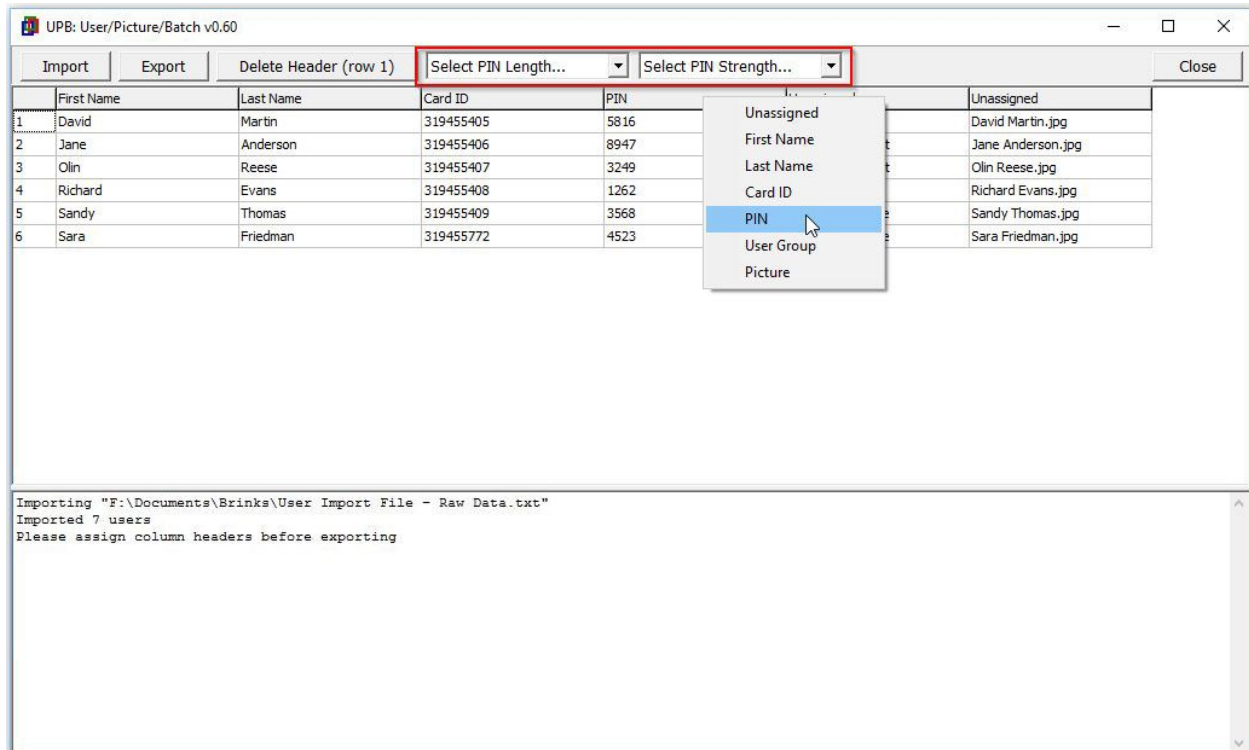 UPB: User/Picture/Batch v0.60
Import Export Delete Header (row 1) Select PIN Length... Select PIN Strength... Close
First Name Last Name Card ID PIN Unassigned
1 David Martin 319455405 5816 David Martin.jpg
2 Jane Anderson 319455406 8947 Jane Anderson.jpg
3 Olin Reese 319455407 3249 Olin Reese.jpg
4 Richard Evans 319455408 1262 Richard Evans.jpg
5 Sandy Thomas 319455409 3568 Sandy Thomas.jpg
6 Sara Friedman 319455772 4523 Sara Friedman.jpg
Unassigned
First Name
Last Name
Card ID
PIN
User Group
Picture
Importing "F:\Documents\Brinks\User Import File - Raw Data.txt"
Imported 7 users
Please assign column headers before exporting